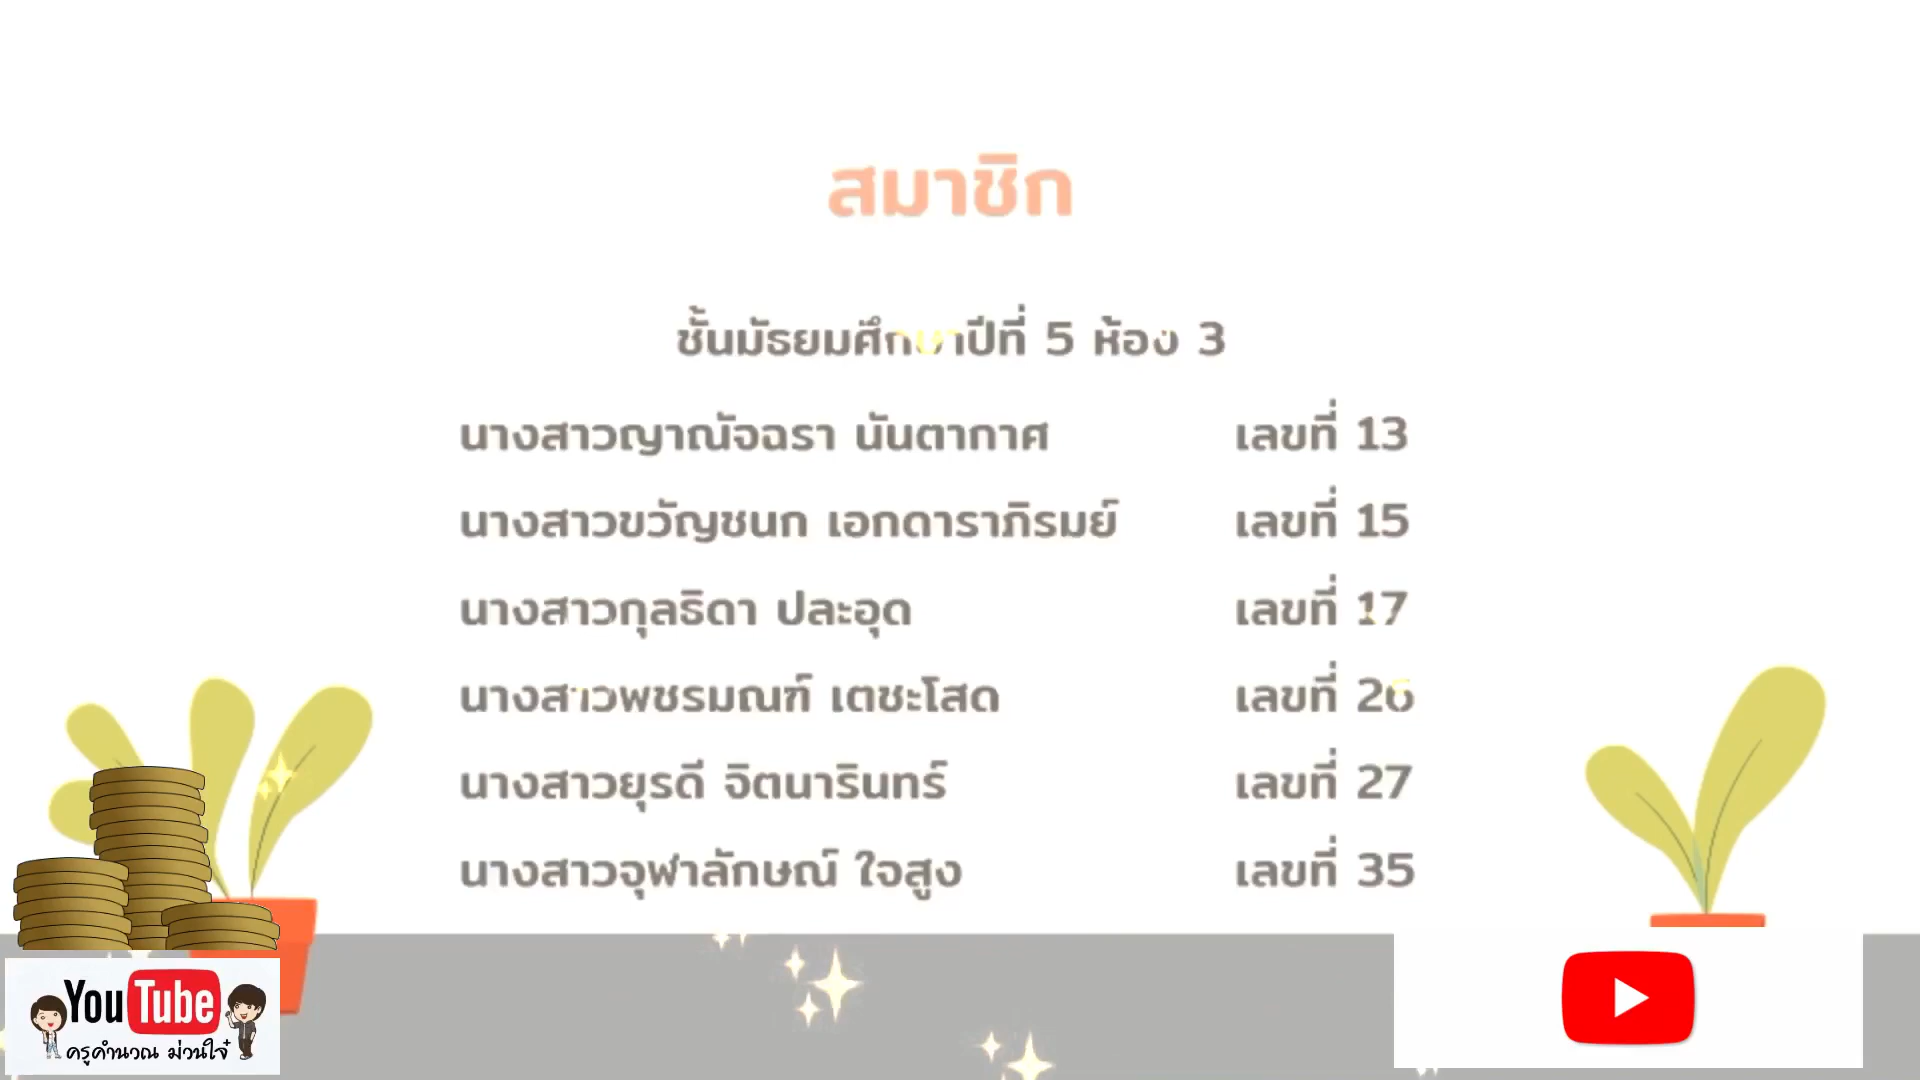 สมาชิก
ชั้นมัธยมศึกษาปีที่ 5 ห้อง 3
นางสาวญาณัจฉรา นันตากาศ เลขที่ 13
นางสาวขวัญชนก เอกดาราภิรมย์ เลขที่ 15
นางสาวกุลธิดา ปละอุด เลขที่ 17
นางสาวพชรมณฑ์ เตชะโสด เลขที่ 26
นางสาวยุรดี จิตนารินทร์ เลขที่ 27
นางสาวจุฬาลักษณ์ ใจสูง เลขที่ 35
YouTube
ครูคำนวณ ม่วนใจ๋